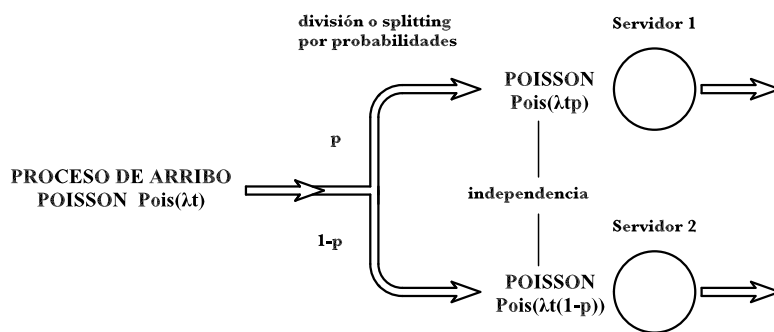 división o splitting
por probabilidades
Servidor 1
POISSON
Pois(λtp)
p
PROCESO DE ARRIBO
POISSON Pois(λt)
independencia
1-p
Servidor 2
POISSON
Pois(λt(1-p))